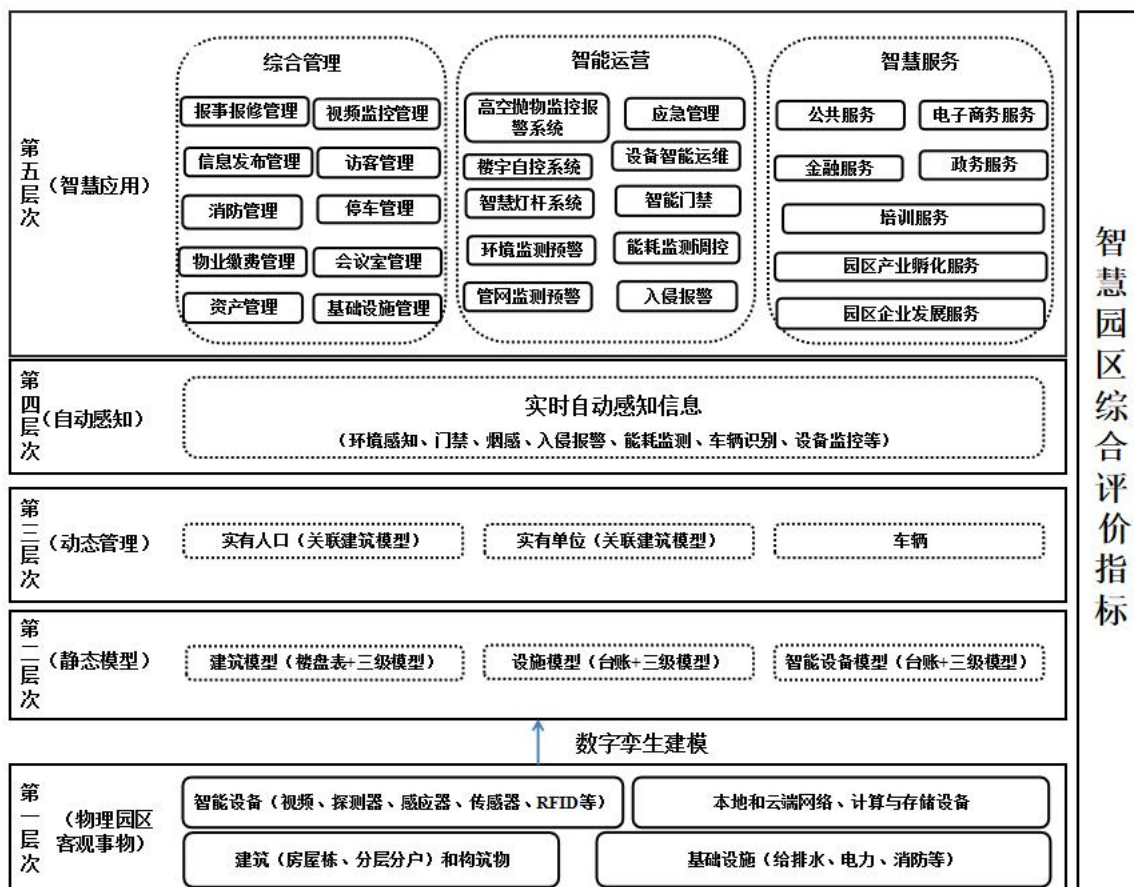 第五层次
（智慧应用）
综合管理
报事报修管理
视频监控管理
信息发布管理
访客管理
消防管理
停车管理
物业缴费管理
会议室管理
资产管理
基础设施管理
智能运营
高空抛物监控报
警系统
应急管理
楼宇自控系统
设备智能运维
智慧灯杆系统
智能门禁
环境监测预警
能耗监测调控
管网监测预警
入侵报警
智慧服务
公共服务
电子商务服务
金融服务
政务服务
培训服务
园区产业孵化服务
园区企业发展服务
第四层次
（自动感知）
实时自动感知信息
（环境感知、门禁、烟感、入侵报警、能耗监测、车辆识别、设备监控等）
第三层次
（动态管理）
实有人口（关联建筑模型）
实有单位（关联建筑模型）
车辆
第二层次
（静态模型）
建筑模型（楼盘表+三级模型）
设施模型（台账+三级模型）
智能设备模型（台账+三级模型）
数字孪生建模
第一层次
（物理园区
客观事物）
智能设备（视频、探测器、感应器、传感器、RFID等）
本地和云端网络、计算与存储设备
建筑（房屋栋、分层分户）和构筑物
基础设施（给排水、电力、消防等）
智慧园区综合评价指标